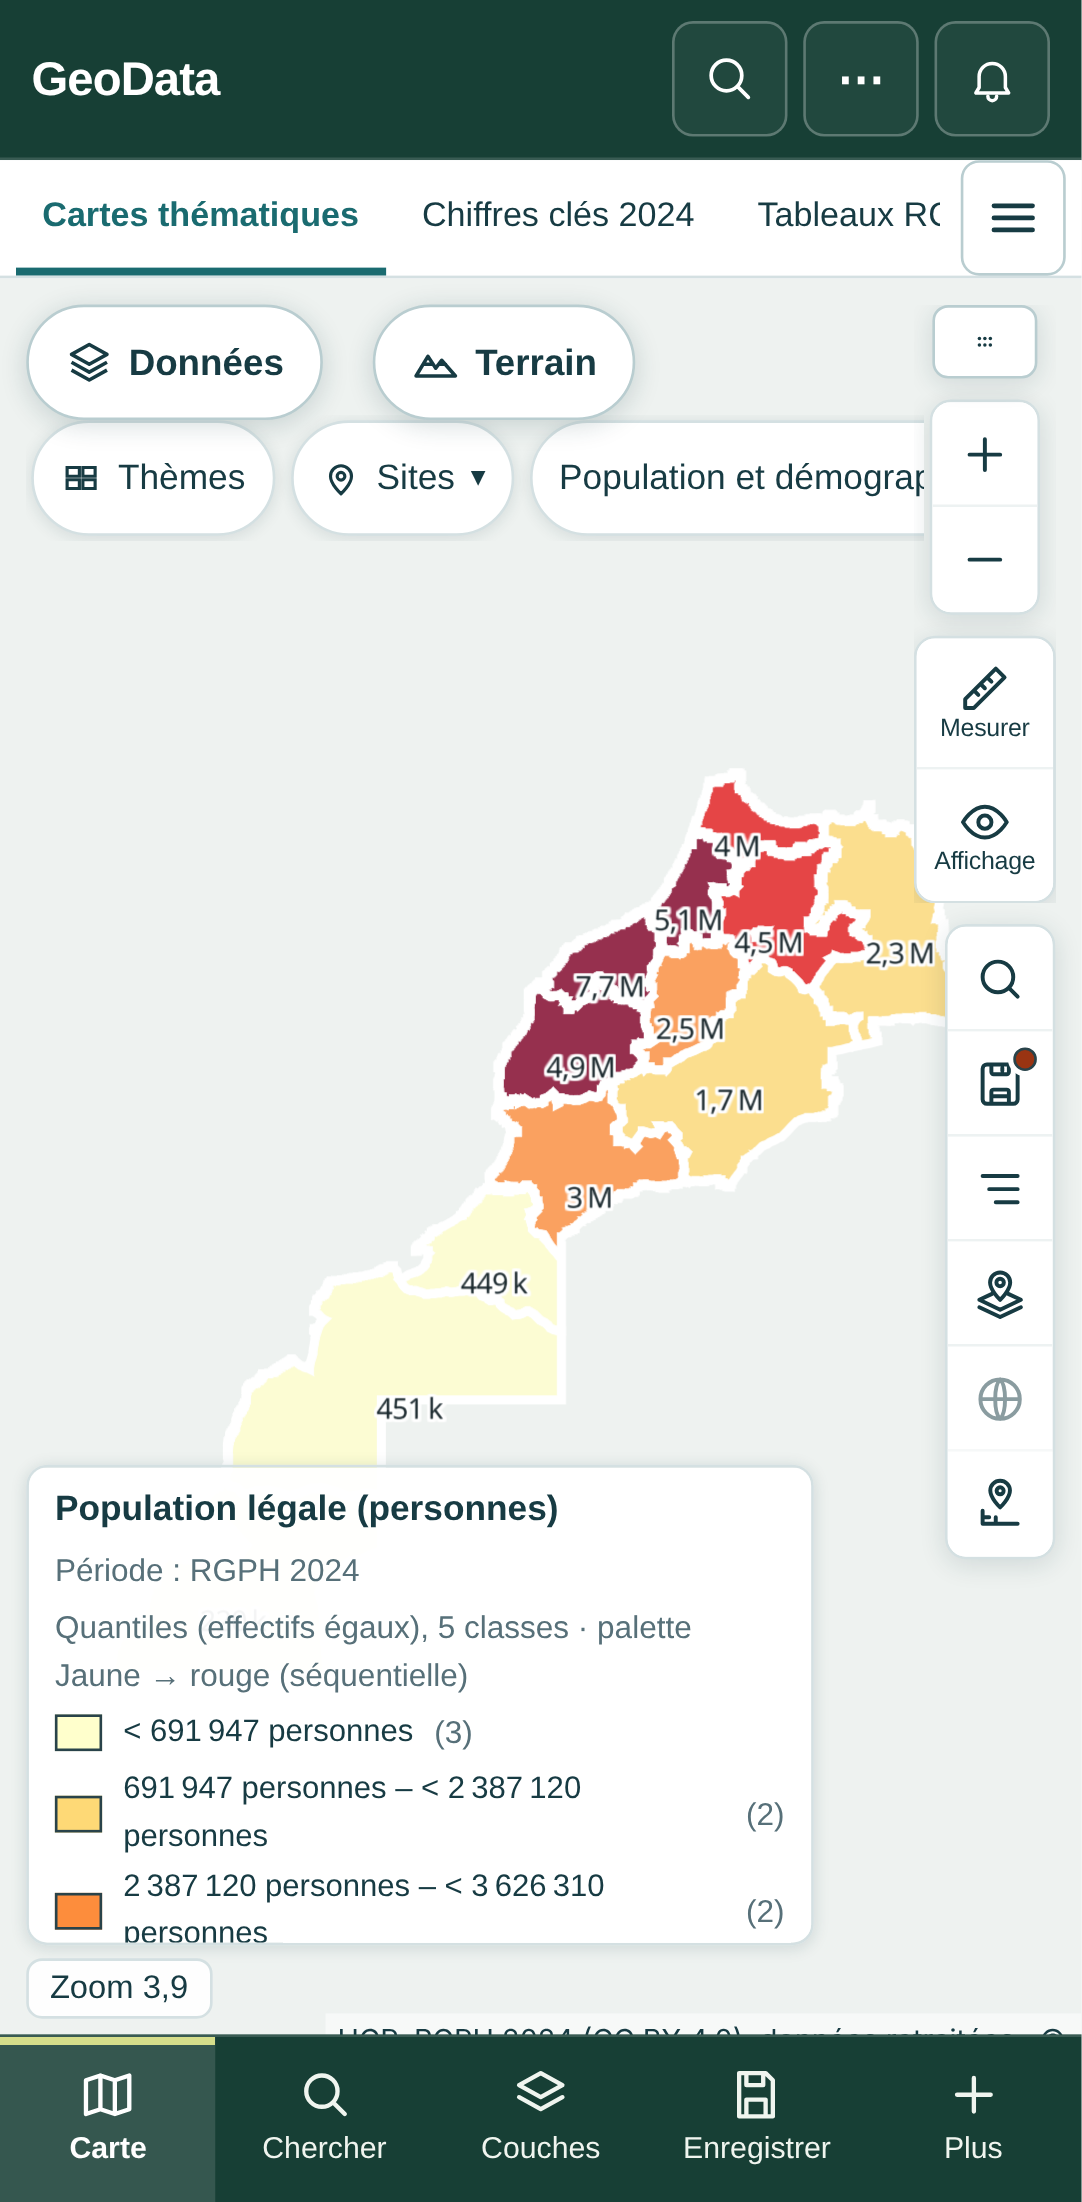 GeoData
Cartes thématiques
Chiffres clés 2024
Tableaux
Données
Terrain
Thèmes
Sites ▾
Population et
Mesurer
Affichage
4 M
5,1 M
4,5 M
2,3 M
7,7 M
2,5 M
4,9 M
1,7 M
3 M
449 k
451 k
Population légale (personnes)
Période : RGPH 2024
Quantiles (effectifs égaux), 5 classes · palette
Jaune → rouge (séquentielle)
< 691 947 personnes (3)
691 947 personnes – < 2 387 120
personnes
(2)
2 387 120 personnes – < 3 626 310
personnes
(2)
Zoom 3,9
Carte
Chercher
Couches
Enregistrer
Plus